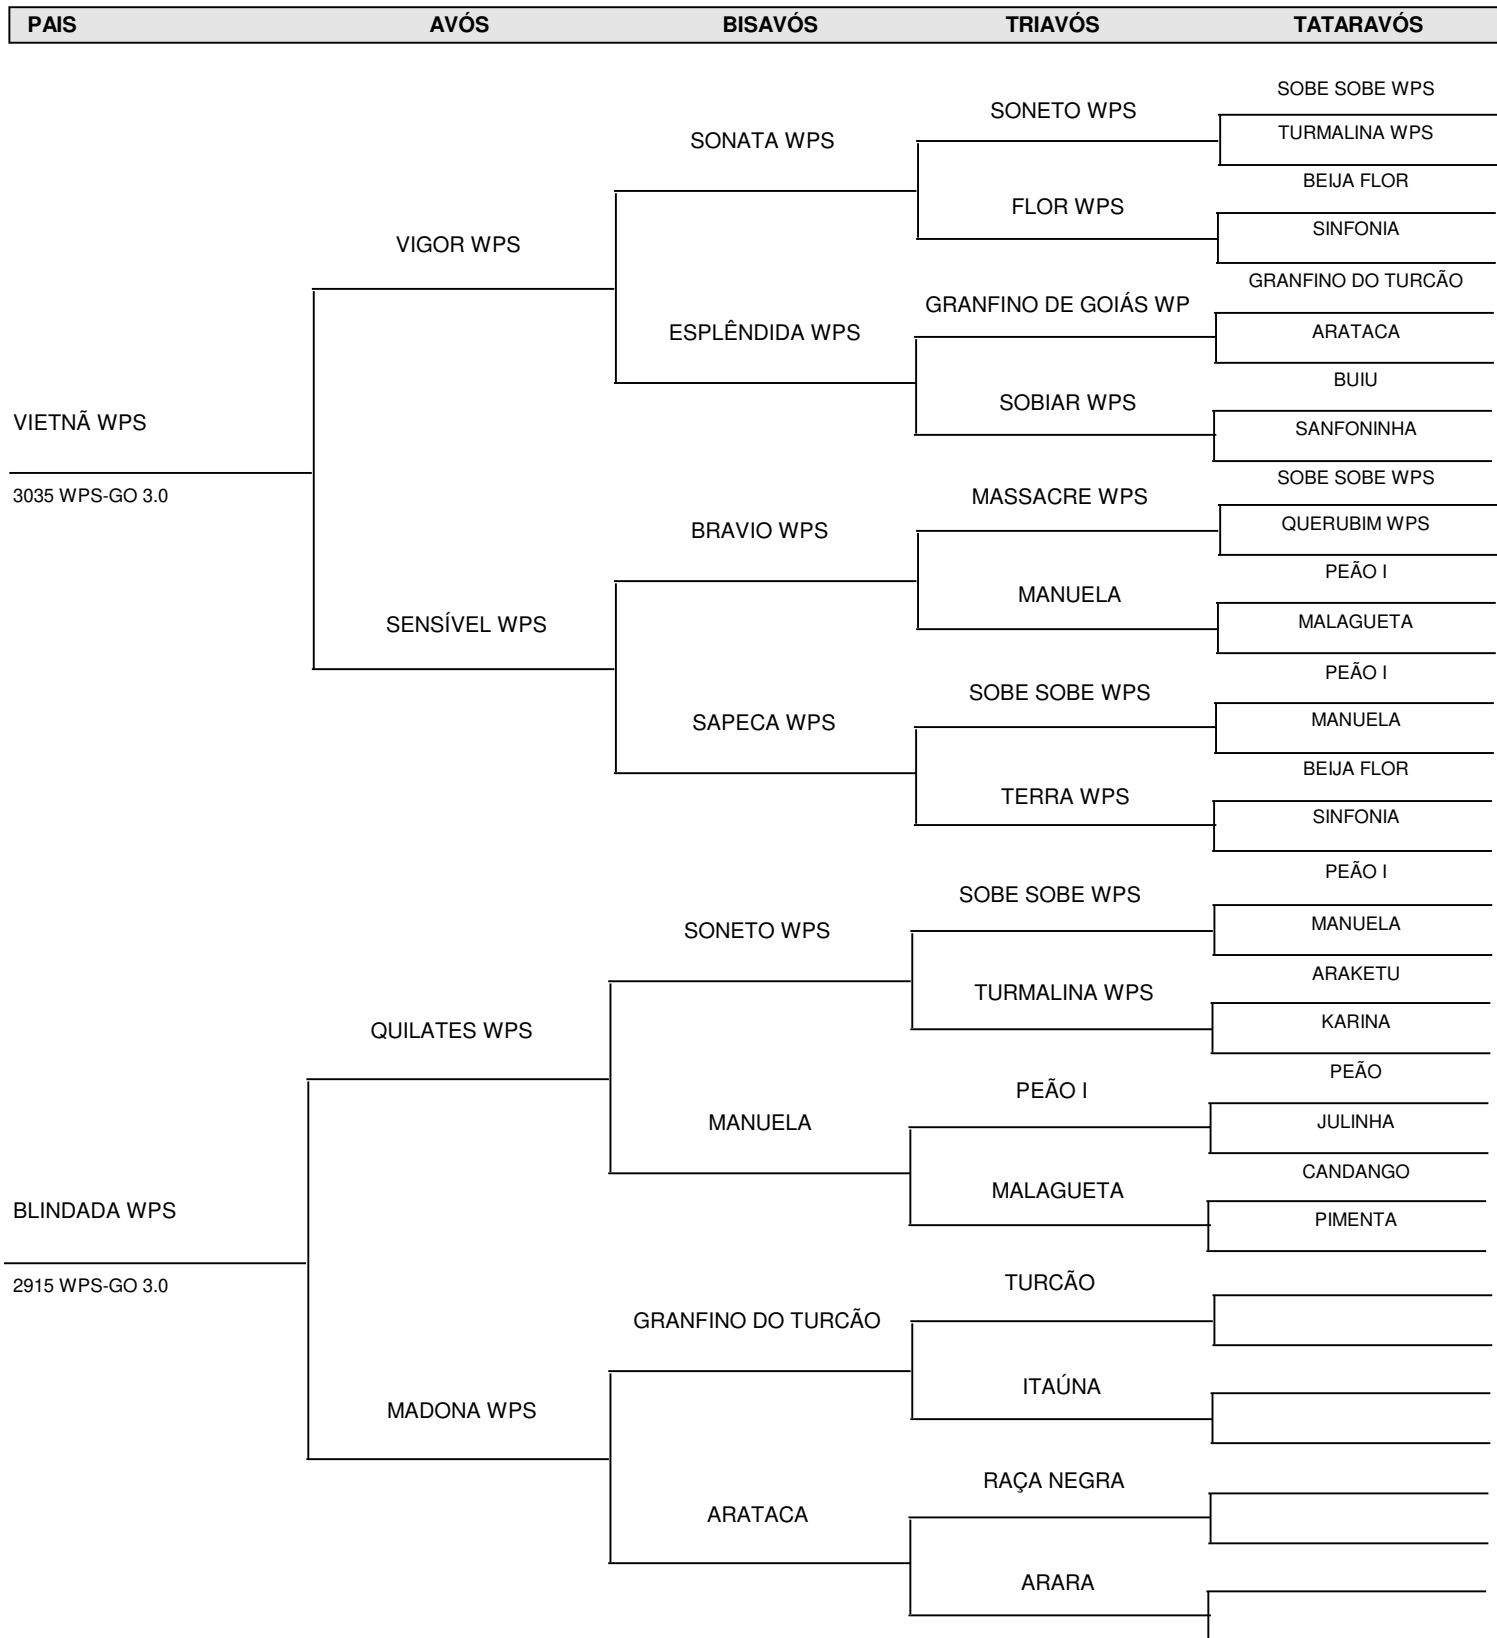 PAIS AVÓS BISAVÓS TRIAVÓS TATARAVÓS
SOBE SOBE WPS
SONETO WPS
TURMALINA WPS
SONATA WPS
BEIJA FLOR
FLOR WPS
SINFONIA
VIGOR WPS
GRANFINO DO TURCÃO
GRANFINO DE GOIÁS WP
ARATACA
ESPLÊNDIDA WPS
BUIU
SOBIAR WPS
SANFONINHA
VIETNÃ WPS
3035 WPS-GO 3.0
SOBE SOBE WPS
MASSACRE WPS
QUERUBIM WPS
BRAVIO WPS
PEÃO I
MANUELA
MALAGUETA
SENSÍVEL WPS
PEÃO I
SOBE SOBE WPS
MANUELA
SAPECA WPS
BEIJA FLOR
TERRA WPS
SINFONIA
PEÃO I
SOBE SOBE WPS
MANUELA
SONETO WPS
ARAKETU
TURMALINA WPS
KARINA
QUILATES WPS
PEÃO
PEÃO I
JULINHA
MANUELA
CANDANGO
MALAGUETA
PIMENTA
BLINDADA WPS
2915 WPS-GO 3.0
TURCÃO
GRANFINO DO TURCÃO
ITAÚNA
MADONA WPS
RAÇA NEGRA
ARATACA
ARARA